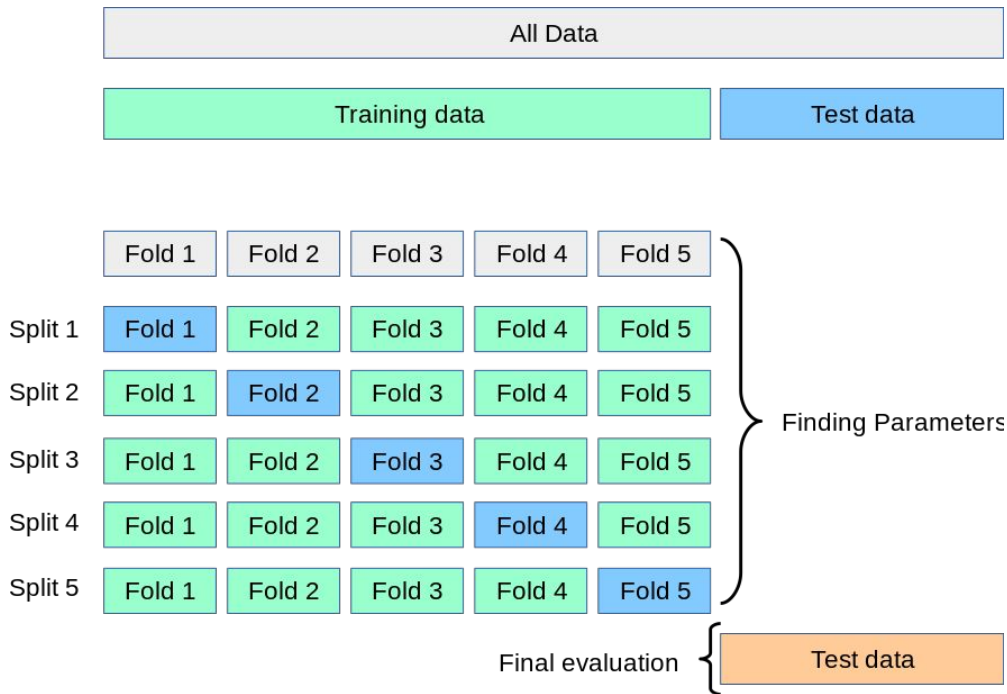 All Data
Training data Test data
Fold 1 Fold 2 Fold 3 Fold 4 Fold 5
Split 1 Fold 1 Fold 2 Fold 3 Fold 4 Fold 5
Split 2 Fold 1 Fold 2 Fold 3 Fold 4 Fold 5
Finding Parameters
Split 3 Fold 1 Fold 2 Fold 3 Fold 4 Fold 5
Split 4 Fold 1 Fold 2 Fold 3 Fold 4 Fold 5
Split 5 Fold 1 Fold 2 Fold 3 Fold 4 Fold 5
Final evaluation Test data